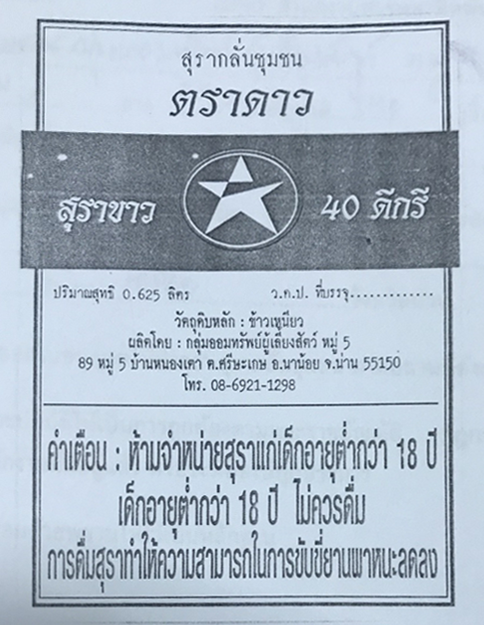 สุรากลั่นชุมชน
ตราดาว
สุราขาว 40 ดีกรี
ปริมาณสุทธิ 0.625 ลิตร ว.ด.ป. ที่บรรจุ.............
วัตถุดิบหลัก : ข้าวเหนียว
ผลิตโดย : กลุ่มออมทรัพย์ผู้เลี้ยงสัตว์ หมู่ 5
89 หมู่ 5 บ้านหนองเตา ต.ศรีษะเกษ อ.นาน้อย จ.น่าน 55150
โทร. 08-6921-1298
คำเตือน : ห้ามจำหน่ายสุราแก่เด็กอายุต่ำกว่า 18 ปี
เด็กอายุต่ำกว่า 18 ปี ไม่ควรดื่ม
การดื่มสุราทำให้ความสามารถในการขับขี่ยานพาหนะลดลง